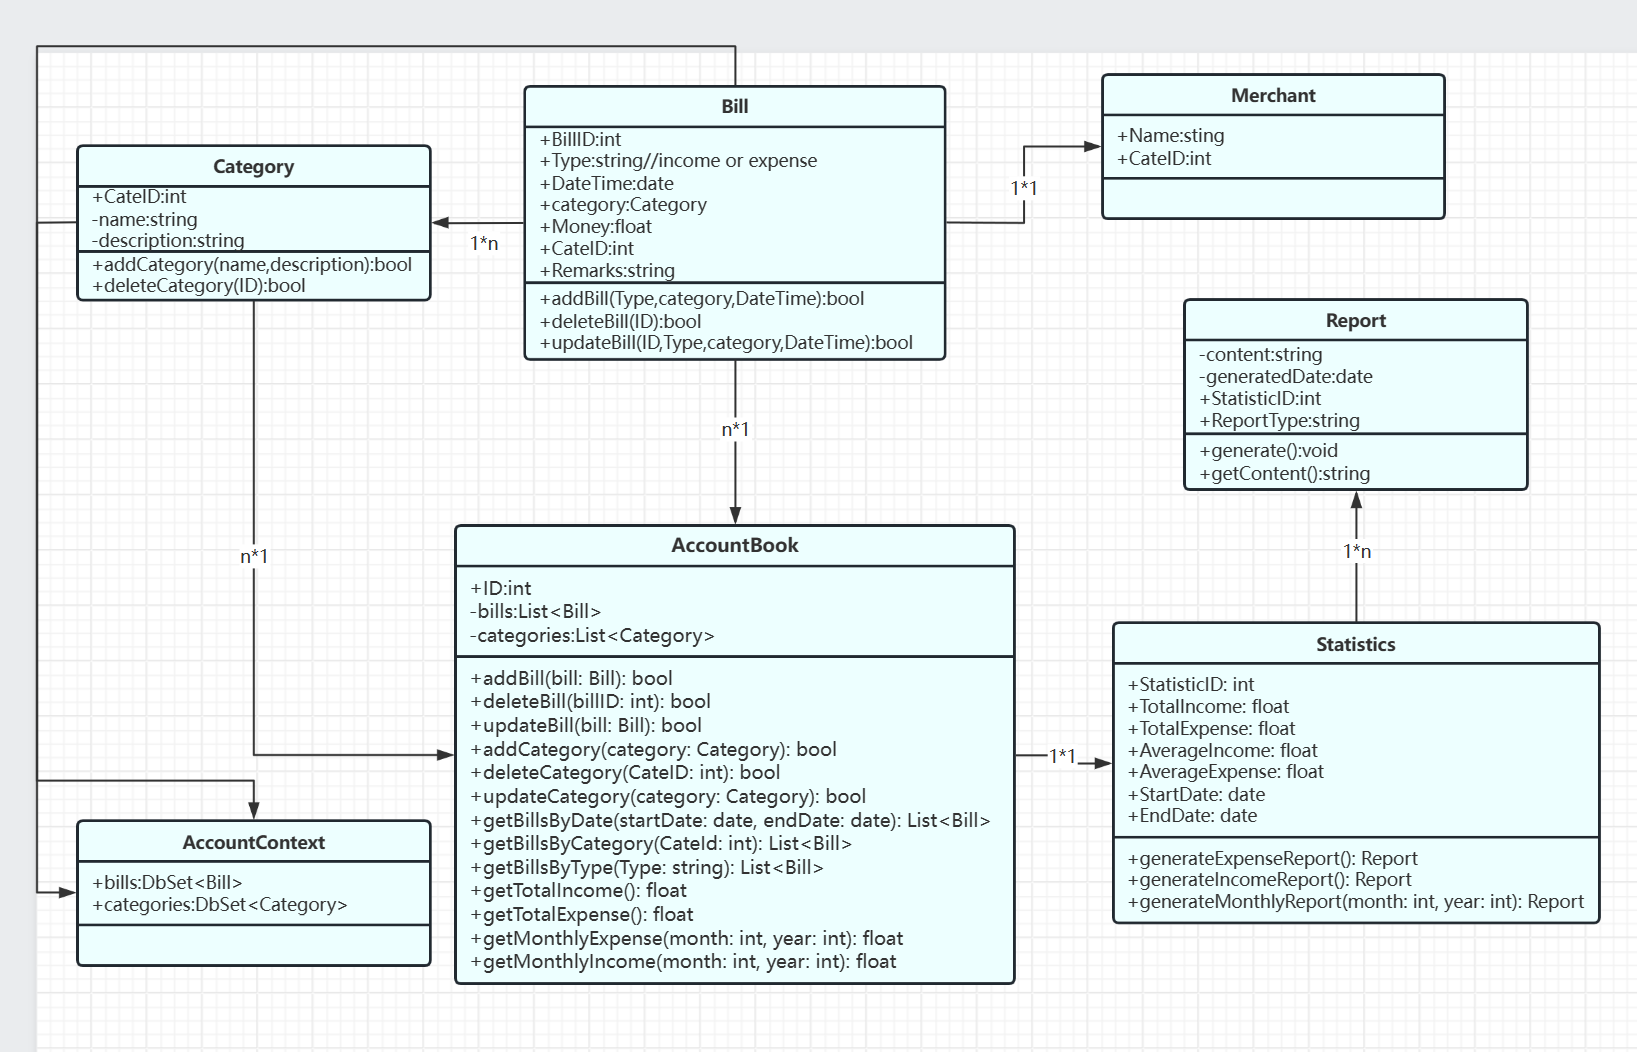 Bill
+BillID:int
+Type:string//income or expense
+DateTime:date
+category:Category
+Money:float
+CateID:int
+Remarks:string
+addBill(Type,category,DateTime):bool
+deleteBill(ID):bool
+updateBill(ID,Type,category,DateTime):bool
Merchant
+Name:sting
+CateID:int
1*1
Category
+CateID:int
-name:string
-description:string
+addCategory(name,description):bool
+deleteCategory(ID):bool
1*n
Report
-content:string
-generatedDate:date
+StatisticID:int
+ReportType:string
+generate():void
+getContent():string
n*1
n*1
1*n
AccountBook
+ID:int
-bills:List<Bill>
-categories:List<Category>
+addBill(bill: Bill): bool
+deleteBill(billID: int): bool
+updateBill(bill: Bill): bool
+addCategory(category: Category): bool
+deleteCategory(CateID: int): bool
+updateCategory(category: Category): bool
+getBillsByDate(startDate: date, endDate: date): List<Bill>
+getBillsByCategory(CateId: int): List<Bill>
+getBillsByType(Type: string): List<Bill>
+getTotalIncome(): float
+getTotalExpense(): float
+getMonthlyExpense(month: int, year: int): float
+getMonthlyIncome(month: int, year: int): float
1*1
Statistics
+StatisticID: int
+TotalIncome: float
+TotalExpense: float
+AverageIncome: float
+AverageExpense: float
+StartDate: date
+EndDate: date
+generateExpenseReport(): Report
+generateIncomeReport(): Report
+generateMonthlyReport(month: int, year: int): Report
AccountContext
+bills:DbSet<Bill>
+categories:DbSet<Category>